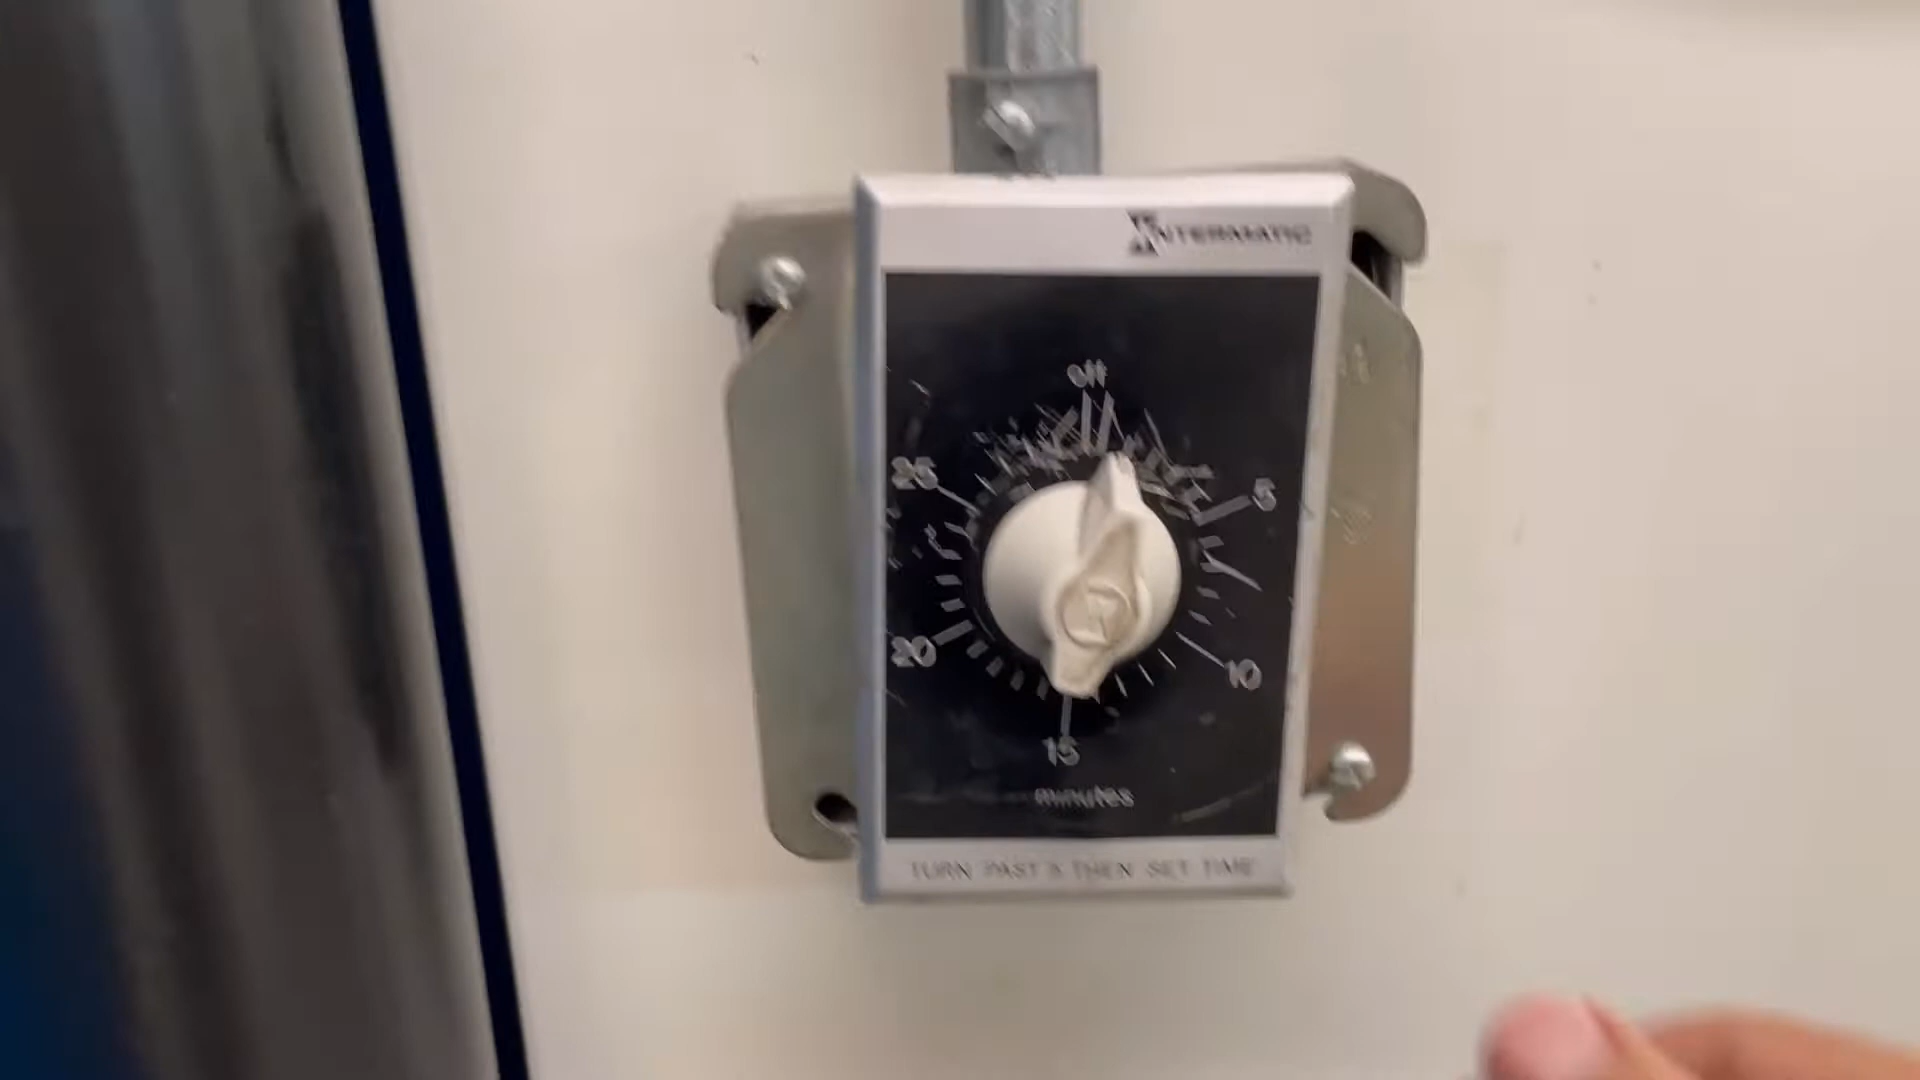 INTERMATIC
off
25
5
20
10
15
minutes
TURN PAST 5 THEN SET TIME